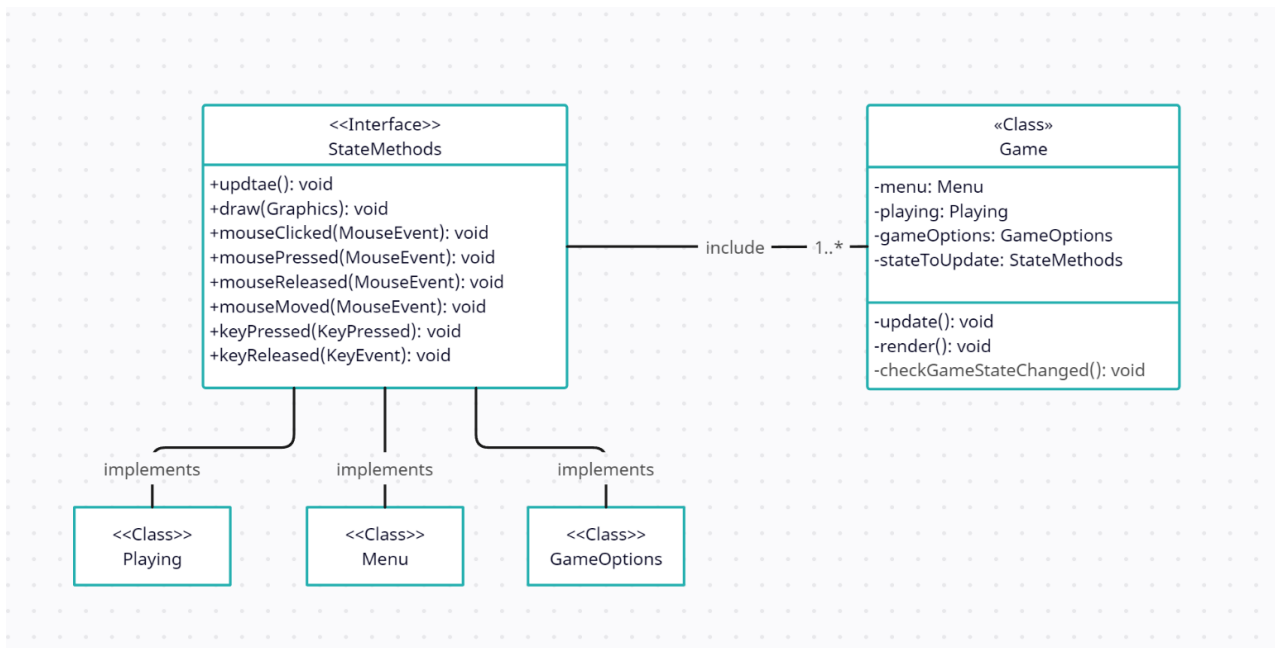 <<Interface>>
StateMethods
+updtae(): void
+draw(Graphics): void
+mouseClicked(MouseEvent): void
+mousePressed(MouseEvent): void
+mouseReleased(MouseEvent): void
+mouseMoved(MouseEvent): void
+keyPressed(KeyPressed): void
+keyReleased(KeyEvent): void
include
1..*
«Class»
Game
-menu: Menu
-playing: Playing
-gameOptions: GameOptions
-stateToUpdate: StateMethods
-update(): void
-render(): void
-checkGameStateChanged(): void
implements
implements
implements
<<Class>>
Playing
<<Class>>
Menu
<<Class>>
GameOptions